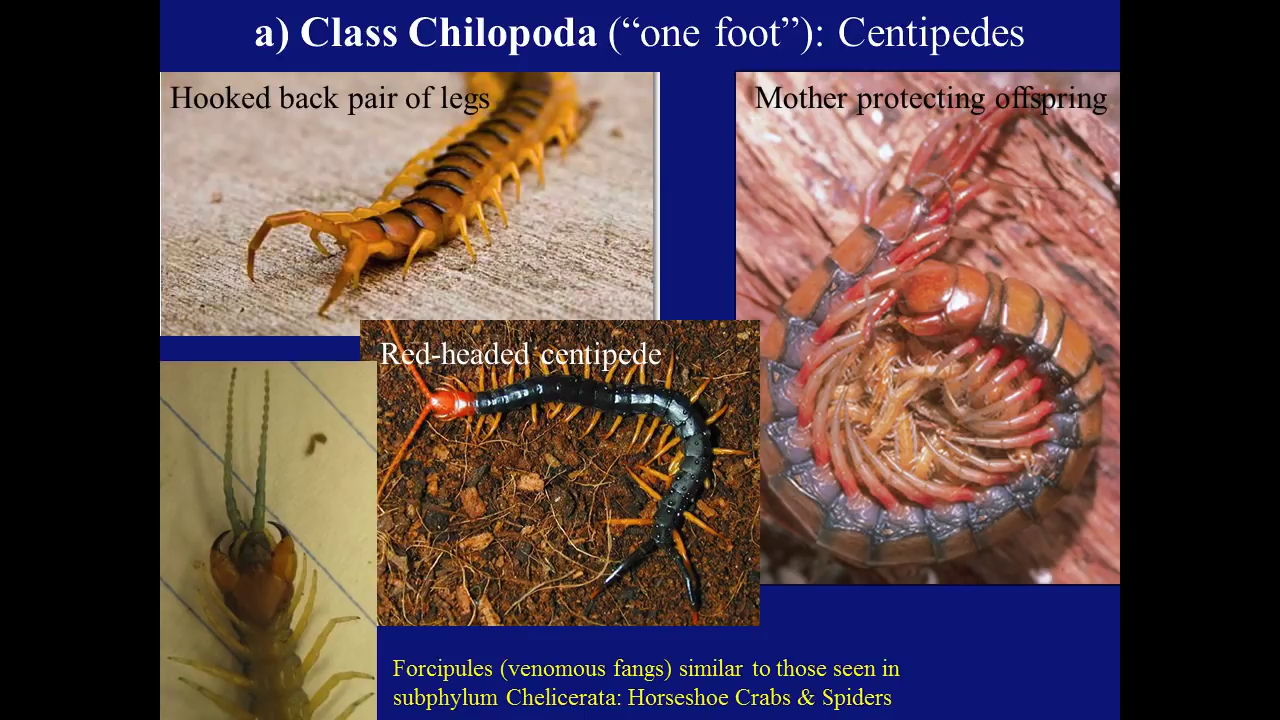 a) Class Chilopoda (“one foot”): Centipedes
Hooked back pair of legs
Mother protecting offspring
Red-headed centipede
Forcipules (venomous fangs) similar to those seen in
subphylum Chelicerata: Horseshoe Crabs & Spiders